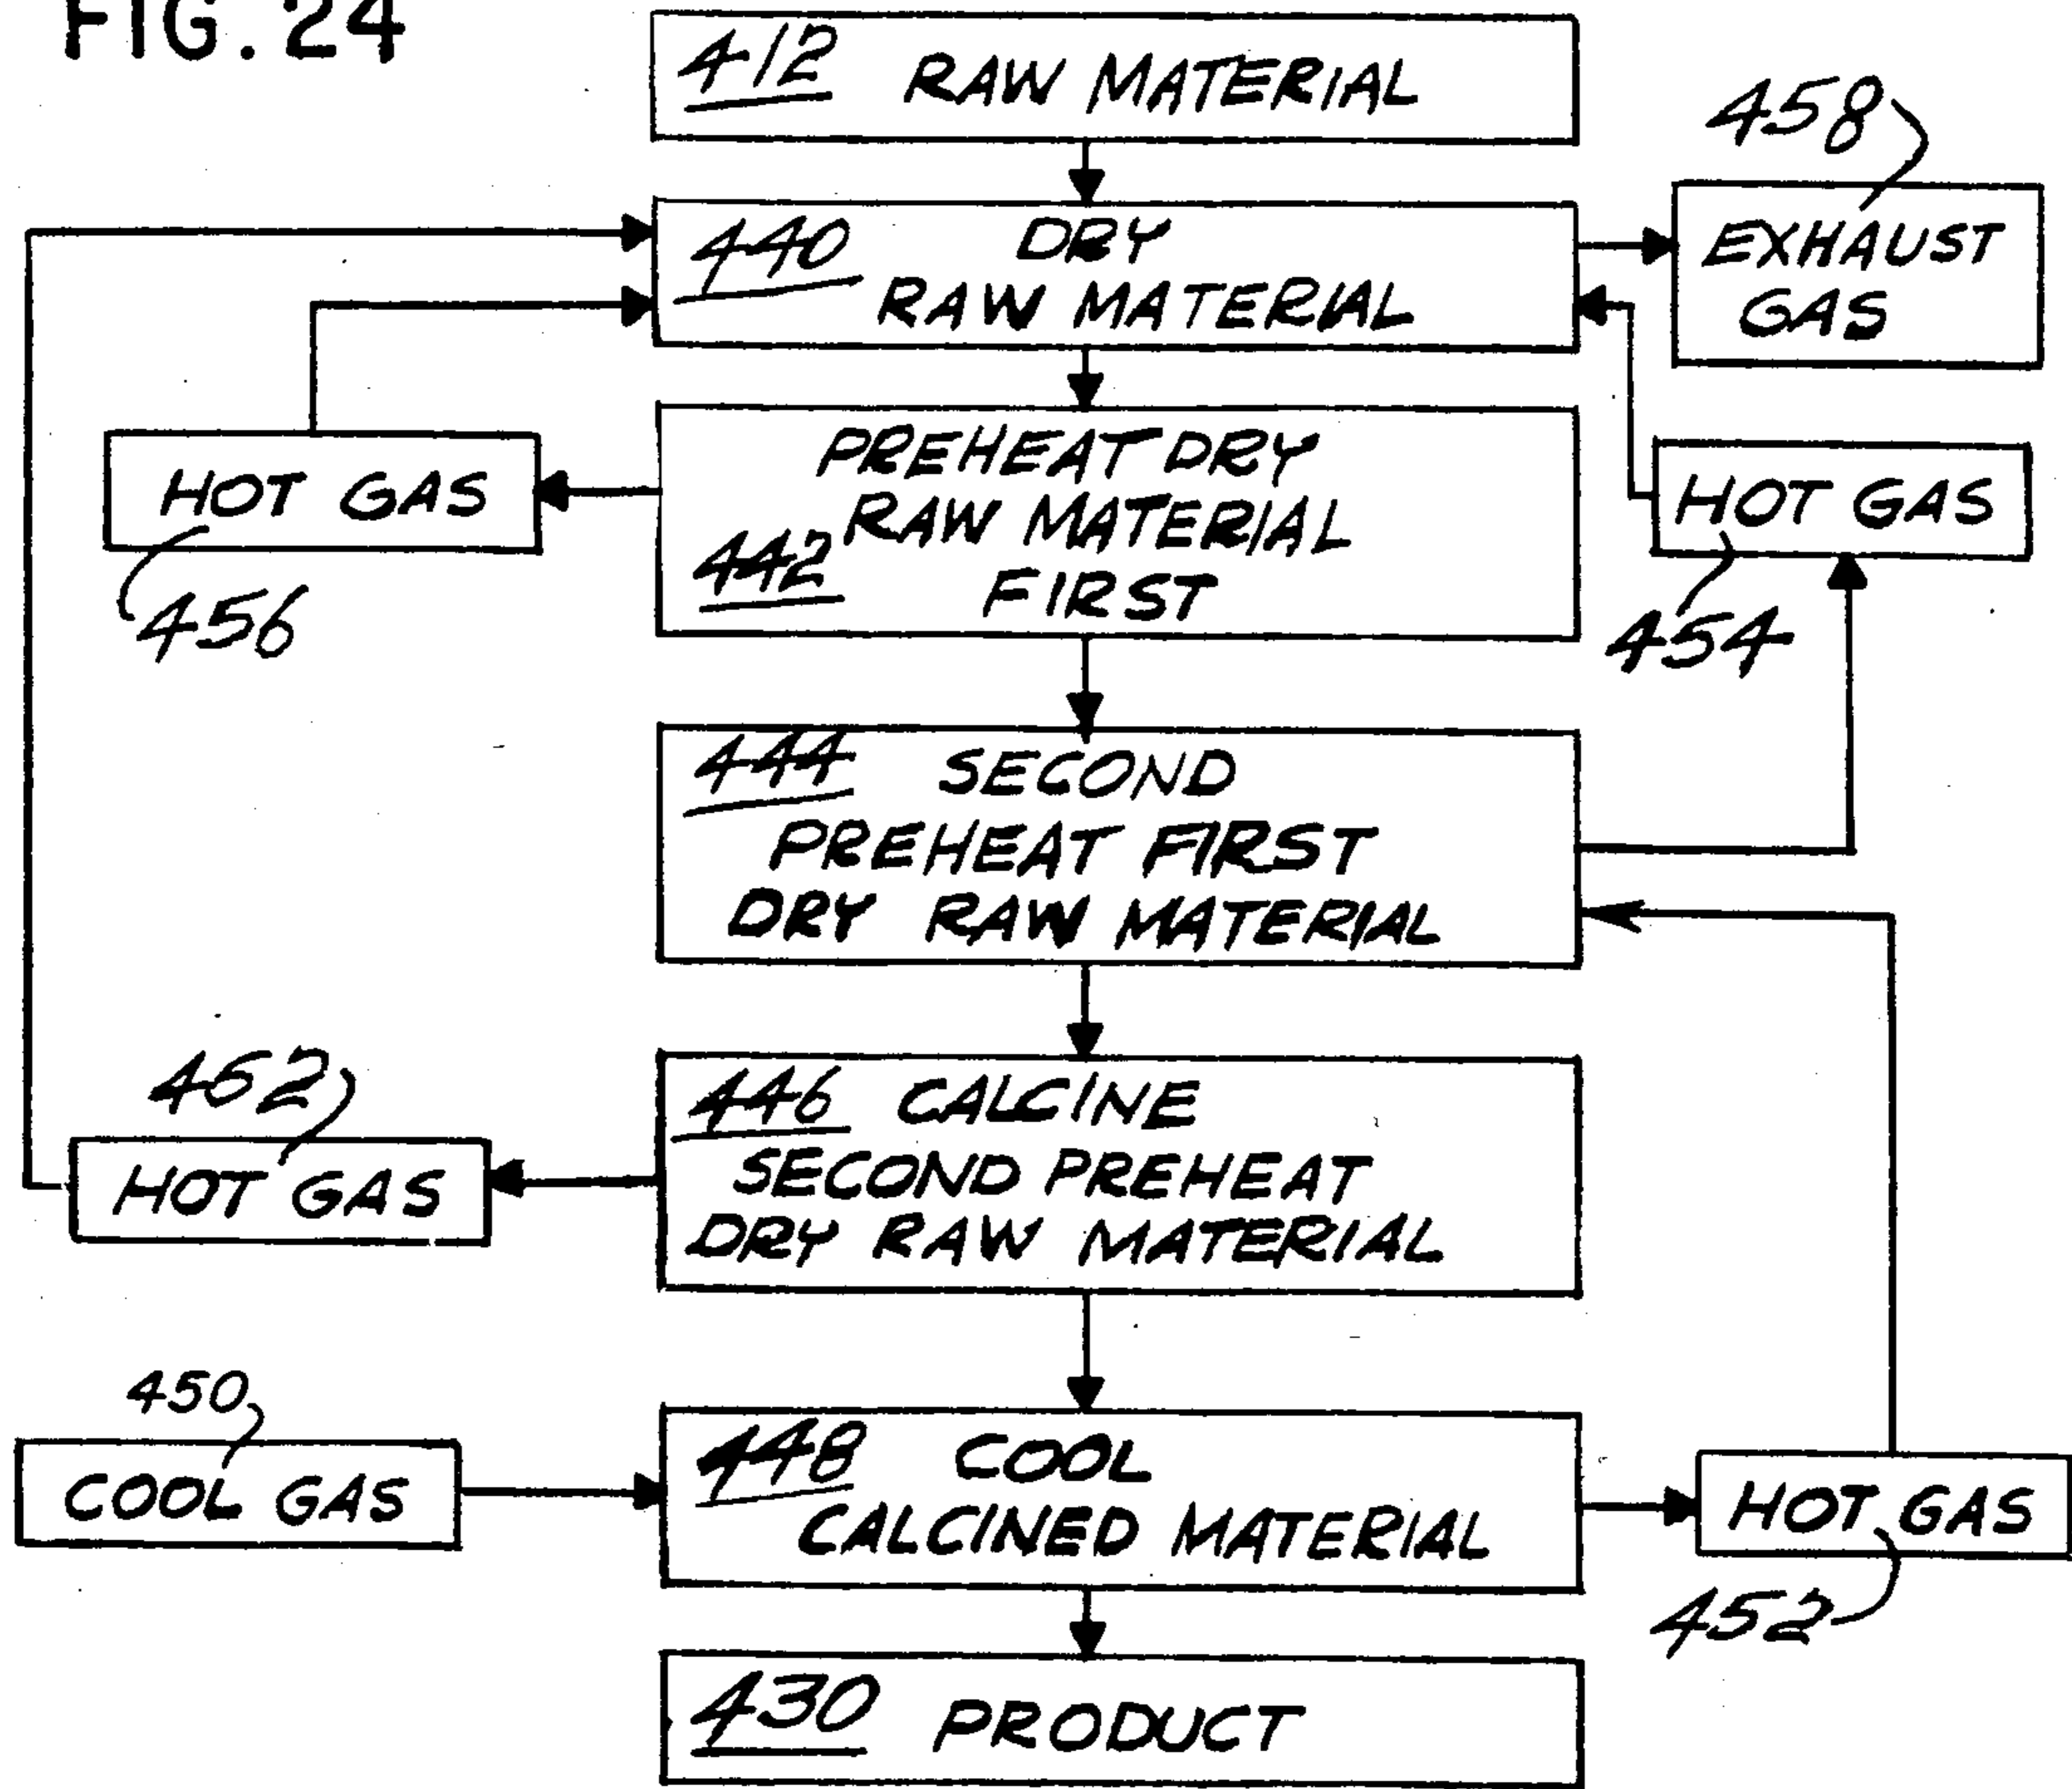 FIG. 24
412 RAW MATERIAL
458
440 DRY
RAW MATERIAL
EXHAUST
GAS
HOT GAS
456
PREHEAT DRY
RAW MATERIAL
442 FIRST
HOT GAS
454
444 SECOND
PREHEAT FIRST
DRY RAW MATERIAL
462
HOT GAS
446 CALCINE
SECOND PREHEAT
DRY RAW MATERIAL
450
COOL GAS
448 COOL
CALCINED MATERIAL
HOT GAS
452
430 PRODUCT